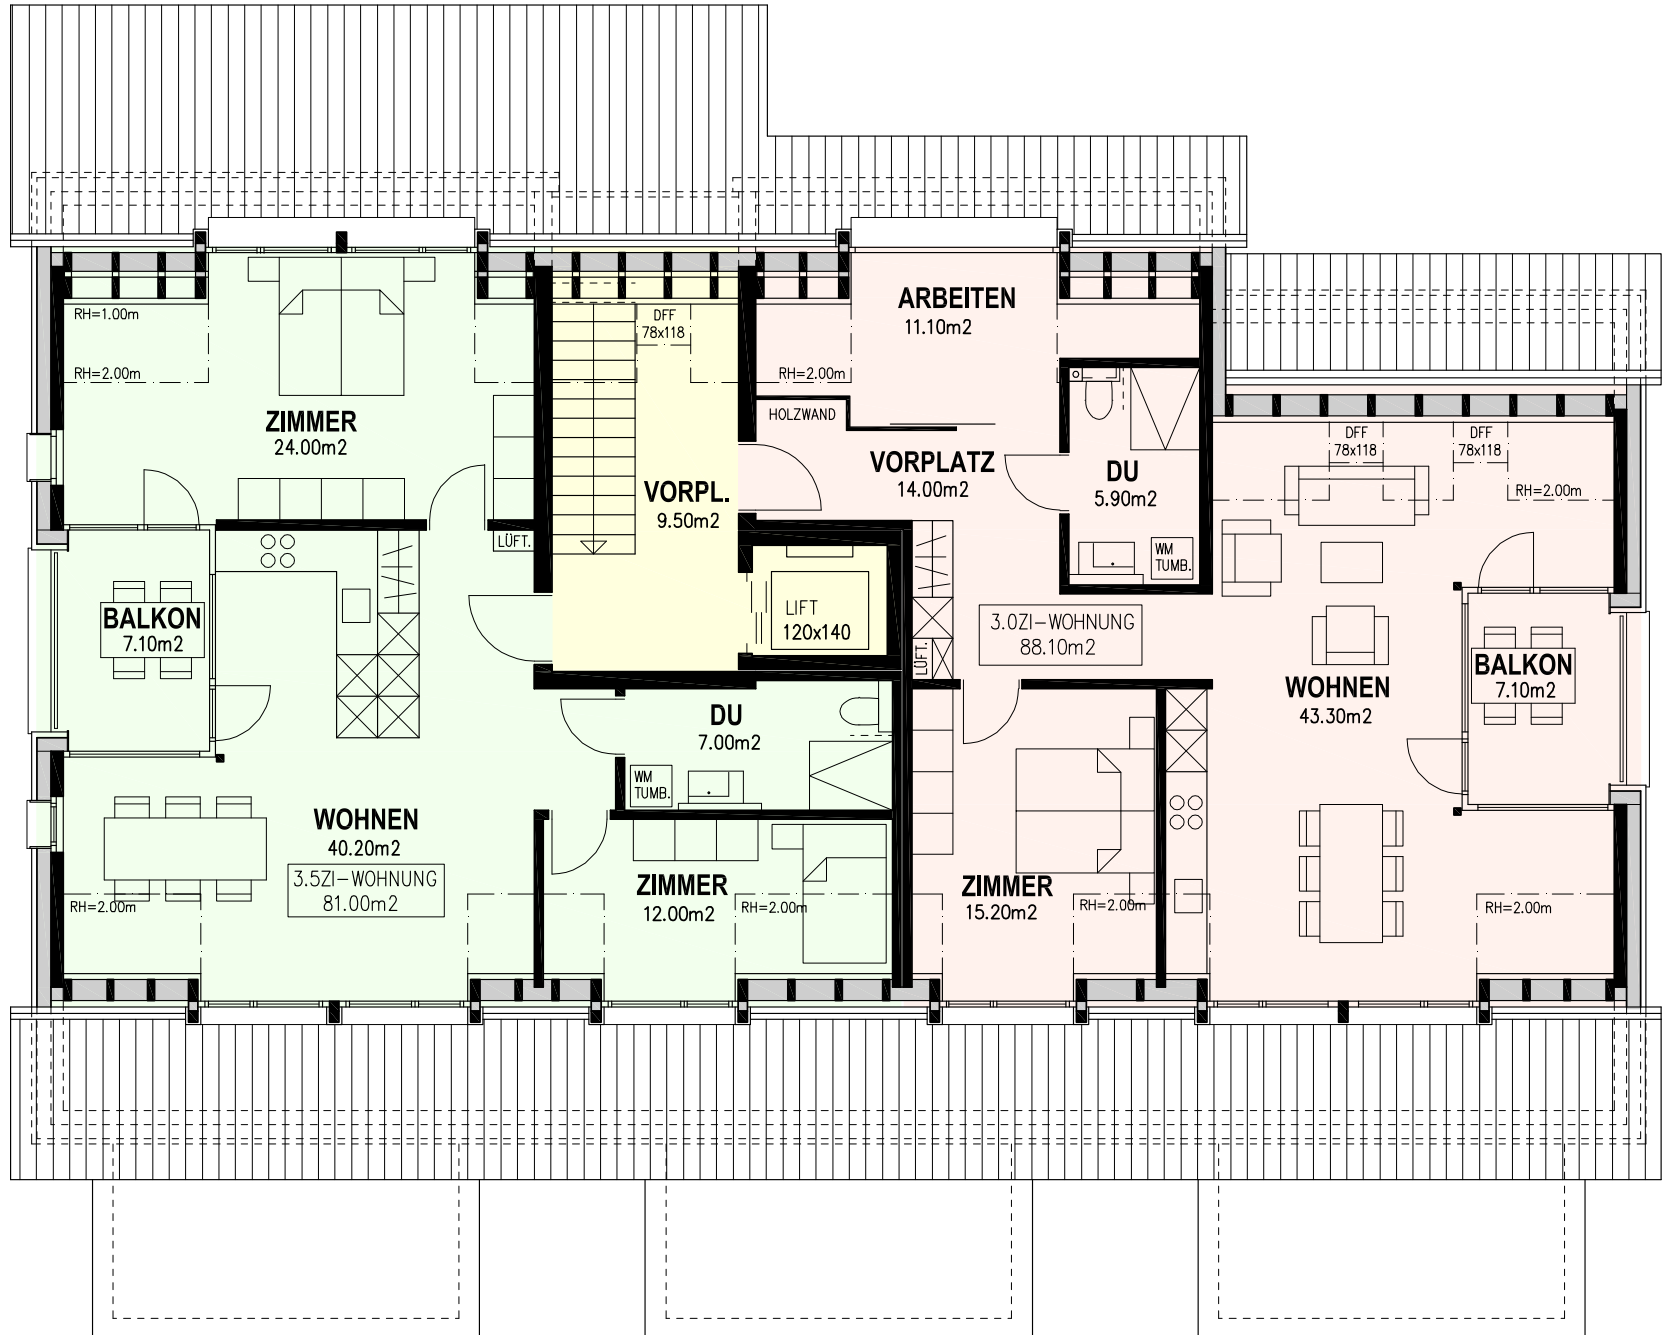 ARBEITEN
11.10m2
RH=1.00m
DFF
78x118
RH=2.00m
RH=2.00m
ZIMMER
24.00m2
HOLZWAND
VORPLATZ
14.00m2
DU
5.90m2
WM
TUMB.
DFF
78x118
DFF
78x118
RH=2.00m
VORPL.
9.50m2
LÜFT.
BALKON
7.10m2
LIFT
120x140
LÜFT.
3.0ZI-WOHNUNG
88.10m2
WOHNEN
43.30m2
BALKON
7.10m2
DU
7.00m2
WM
TUMB.
WOHNEN
40.20m2
3.5ZI-WOHNUNG
81.00m2
RH=2.00m
ZIMMER
12.00m2
RH=2.00m
ZIMMER
15.20m2
RH=2.00m
RH=2.00m